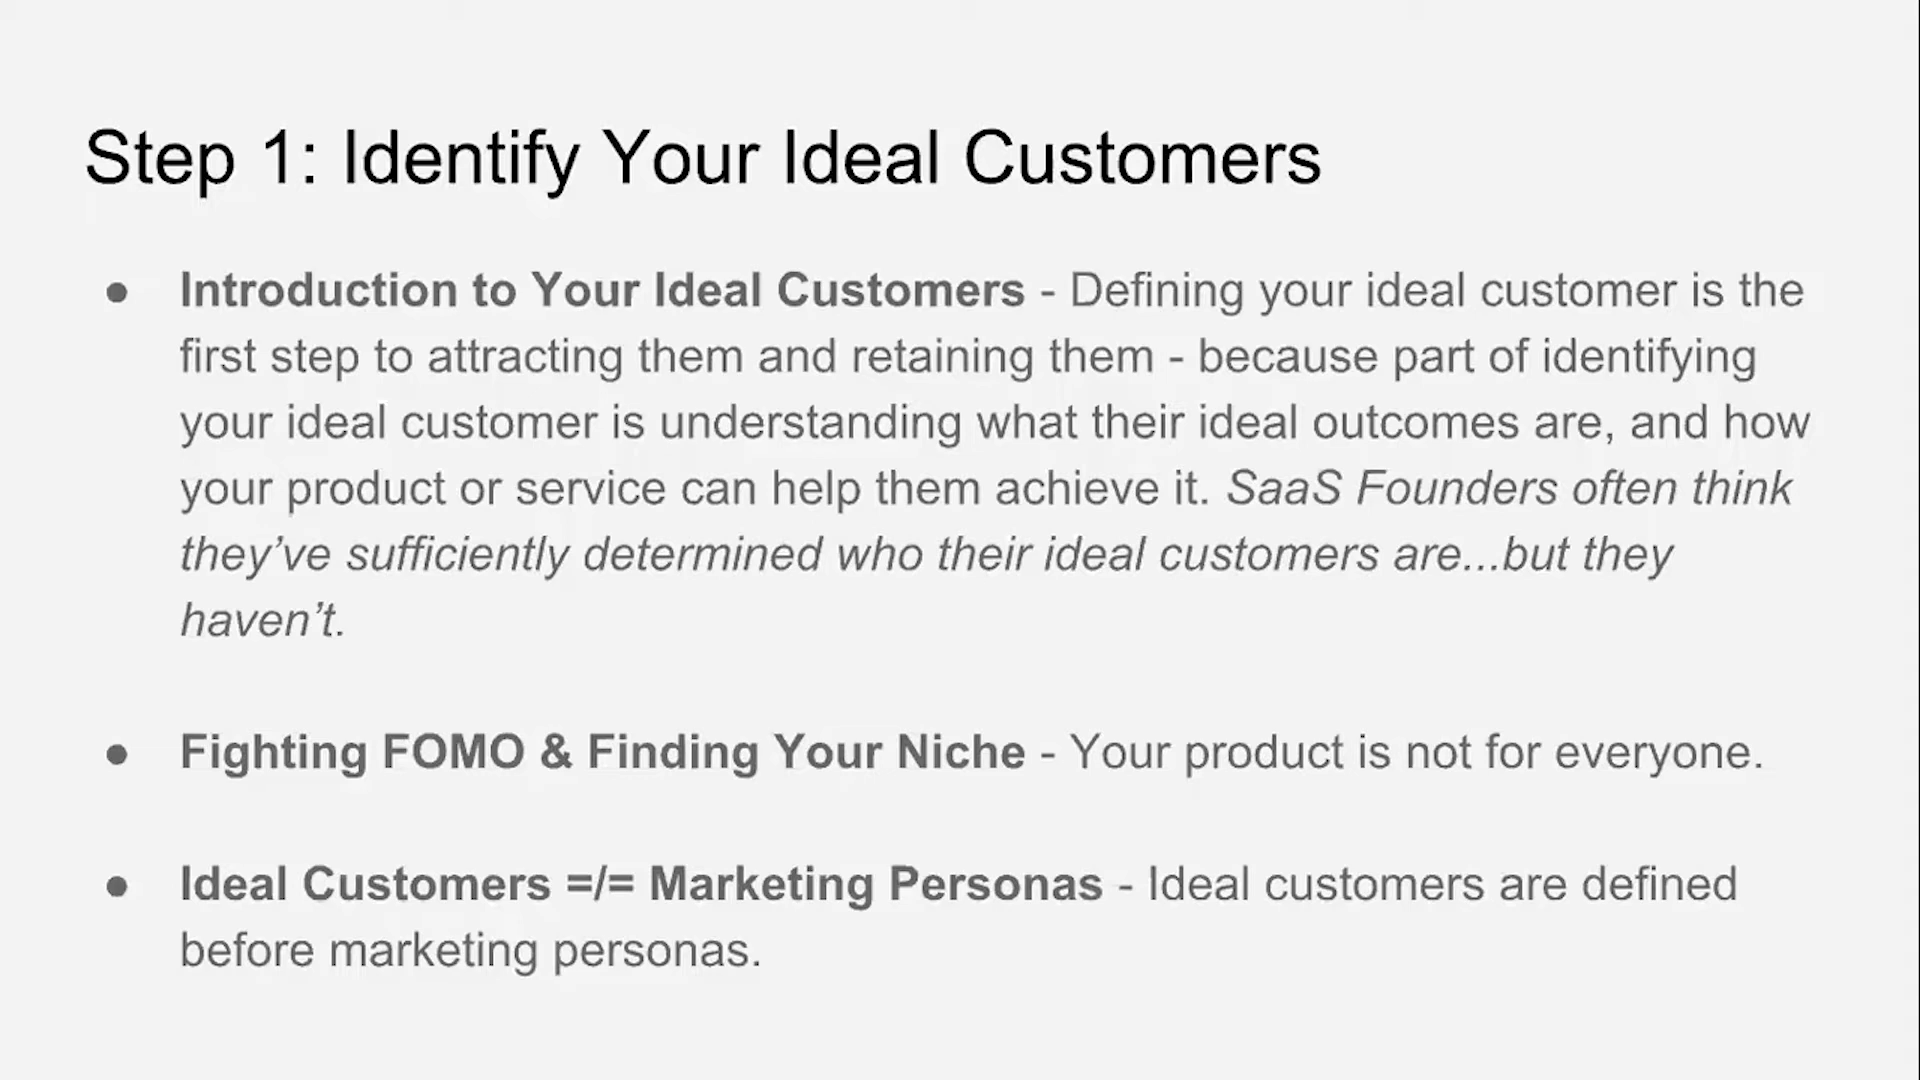 Step 1: Identify Your Ideal Customers
● Introduction to Your Ideal Customers - Defining your ideal customer is the
first step to attracting them and retaining them - because part of identifying
your ideal customer is understanding what their ideal outcomes are, and how
your product or service can help them achieve it. SaaS Founders often think
they’ve sufficiently determined who their ideal customers are...but they
haven’t.
● Fighting FOMO & Finding Your Niche - Your product is not for everyone.
● Ideal Customers =/= Marketing Personas - Ideal customers are defined
before marketing personas.